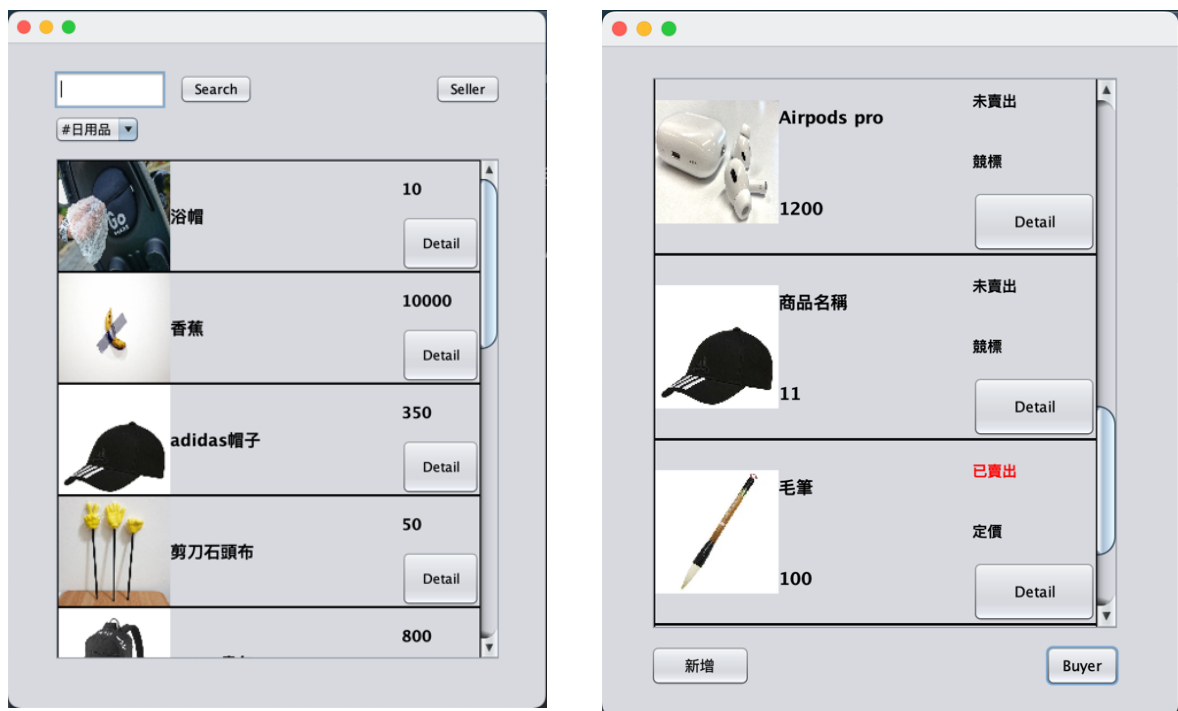 Search
Seller
#日用品
10
浴帽
Detail
10000
香蕉
Detail
350
adidas帽子
Detail
50
剪刀石頭布
Detail
800
Airpods pro
未賣出
競標
1200
Detail
商品名稱
未賣出
競標
11
Detail
毛筆
已賣出
定價
100
Detail
新增
Buyer